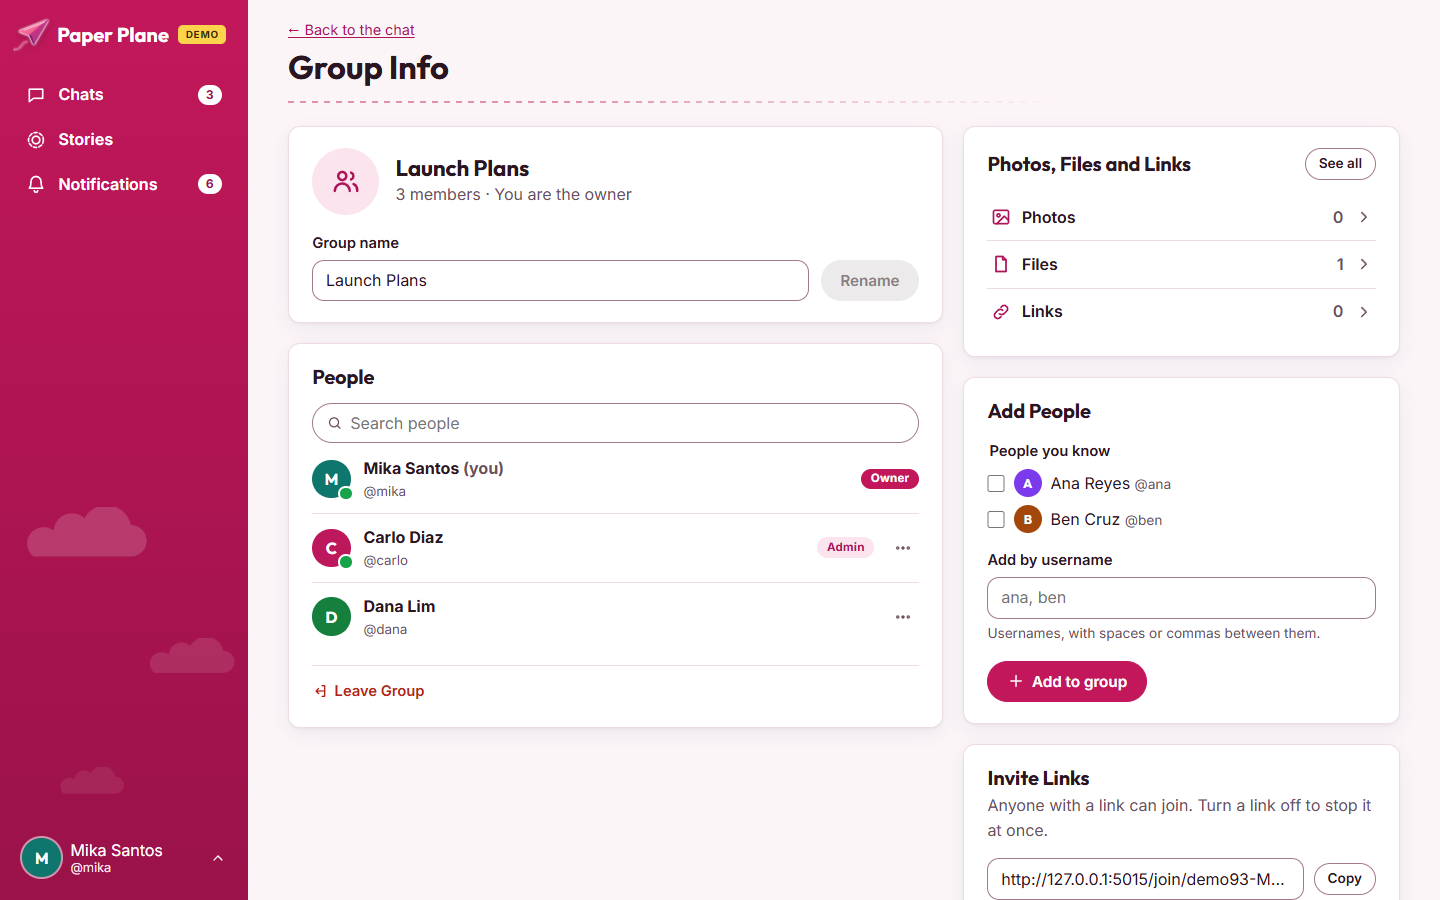 Paper Plane DEMO
Chats 3
Stories
Notifications 6
M Mika Santos
@mika
← Back to the chat
Group Info
Launch Plans
3 members · You are the owner
Group name
Launch Plans Rename
People
Search people
M Mika Santos (you) Owner
@mika
C Carlo Diaz Admin
@carlo
D Dana Lim
@dana
Leave Group
Photos, Files and Links See all
Photos 0
Files 1
Links 0
Add People
People you know
A Ana Reyes @ana
B Ben Cruz @ben
Add by username
ana, ben
Usernames, with spaces or commas between them.
Add to group
Invite Links
Anyone with a link can join. Turn a link off to stop it
at once.
http://127.0.0.1:5015/join/demo93-M... Copy